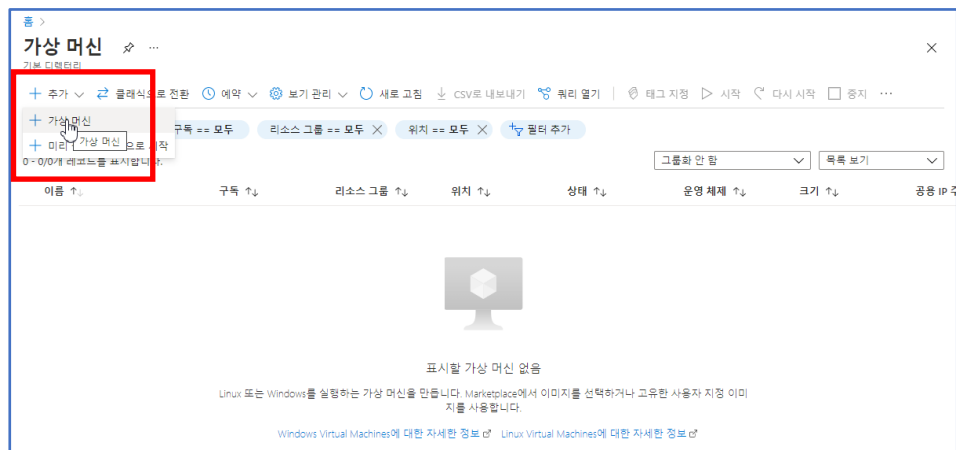 홈 >
가상 머신 ···
기본 디렉터리
+ 추가 클래식으로 전환 예약 보기 관리 새로 고침 CSV로 내보내기 쿼리 열기 태그 지정 시작 다시 시작 중지 ···
+ 가상 머신
가상 머신
구독 == 모두 리소스 그룹 == 모두 × 위치 == 모두 × 필터 추가
+ 미리 으로 시작
0 - 0/0개 레코드를 표시합니다.
그룹화 안 함 목록 보기
이름 ↑↓ 구독 ↑↓ 리소스 그룹 ↑↓ 위치 ↑↓ 상태 ↑↓ 운영 체제 ↑↓ 크기 ↑↓ 공용 IP 주
표시할 가상 머신 없음
Linux 또는 Windows를 실행하는 가상 머신을 만듭니다. Marketplace에서 이미지를 선택하거나 고유한 사용자 지정 이미
지를 사용합니다.
Windows Virtual Machines에 대한 자세한 정보 Linux Virtual Machines에 대한 자세한 정보